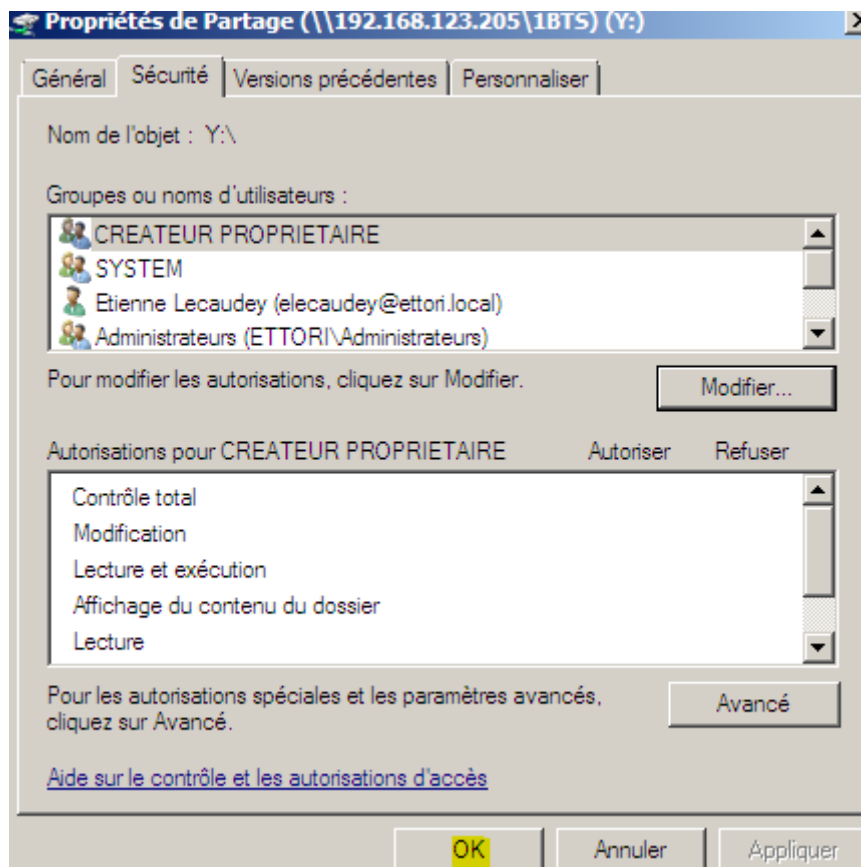 Propriétés de Partage (\\192.168.123.205\1BTS) (Y:)
Général Sécurité Versions précédentes Personnaliser
Nom de l'objet : Y:\
Groupes ou noms d'utilisateurs :
CREATEUR PROPRIETAIRE
SYSTEM
Etienne Lecaudey (elecaudey@ettori.local)
Administrateurs (ETTORI\Administrateurs)
Pour modifier les autorisations, cliquez sur Modifier.
Modifier...
Autorisations pour CREATEUR PROPRIETAIRE Autoriser Refuser
Contrôle total
Modification
Lecture et exécution
Affichage du contenu du dossier
Lecture
Pour les autorisations spéciales et les paramètres avancés,
cliquez sur Avancé.
Avancé
Aide sur le contrôle et les autorisations d'accès
OK Annuler Appliquer